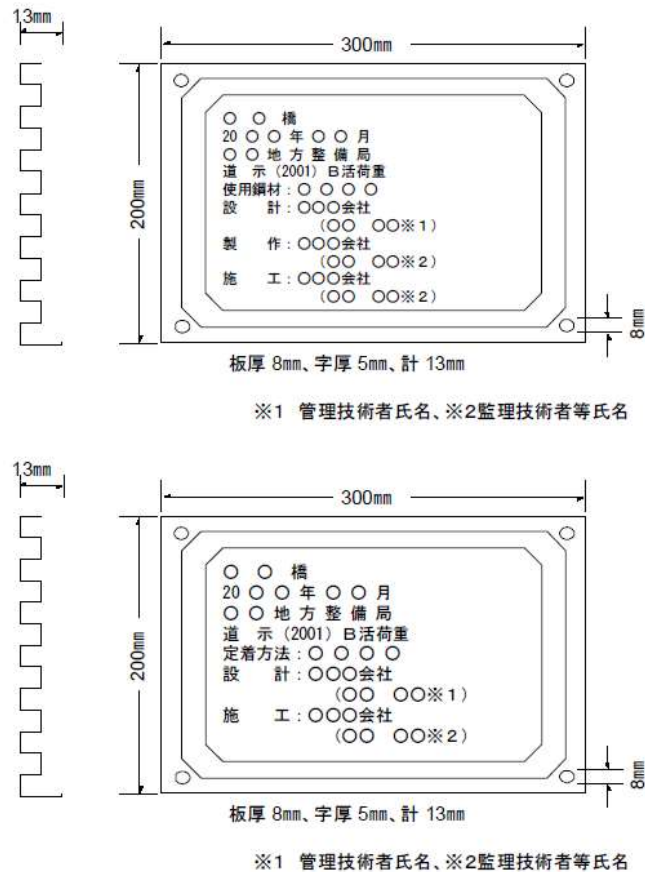 13㎜
300㎜
200㎜
○ ○ 橋
20 ○ ○ 年 ○ ○ 月
○ ○ 地 方 整 備 局
道 示 (2001) B活荷重
使用鋼材：○ ○ ○ ○
設 計：○○○会社
(○○ ○○※1)
製 作：○○○会社
(○○ ○○※2)
施 工：○○○会社
(○○ ○○※2)
8㎜
板厚 8㎜、字厚 5㎜、計 13㎜
※1 管理技術者氏名、※2監理技術者等氏名
13㎜
300㎜
200㎜
○ ○ 橋
20 ○ ○ 年 ○ ○ 月
○ ○ 地 方 整 備 局
道 示 (2001) B活荷重
定着方法：○ ○ ○ ○
設 計：○○○会社
(○○ ○○※1)
施 工：○○○会社
(○○ ○○※2)
8㎜
板厚 8㎜、字厚 5㎜、計 13㎜
※1 管理技術者氏名、※2監理技術者等氏名